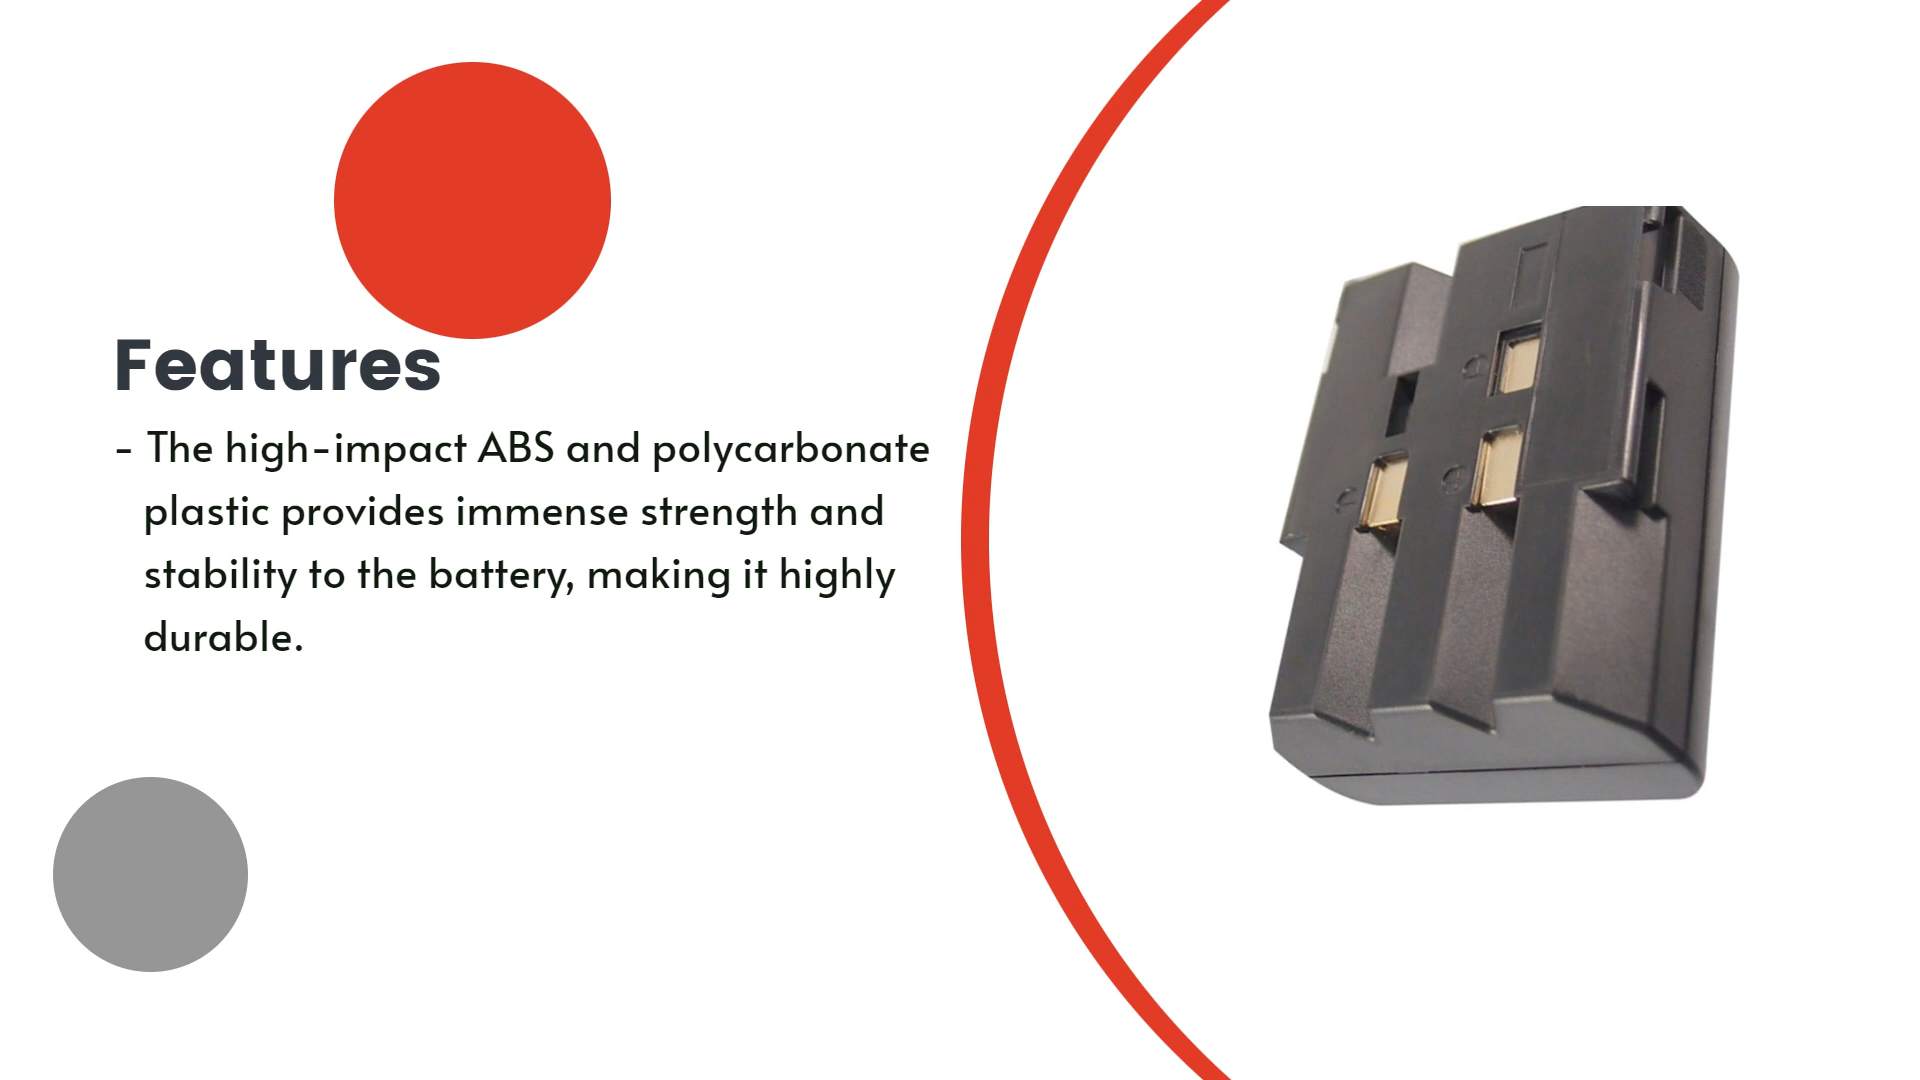 Features
- The high-impact ABS and polycarbonate
plastic provides immense strength and
stability to the battery, making it highly
durable.